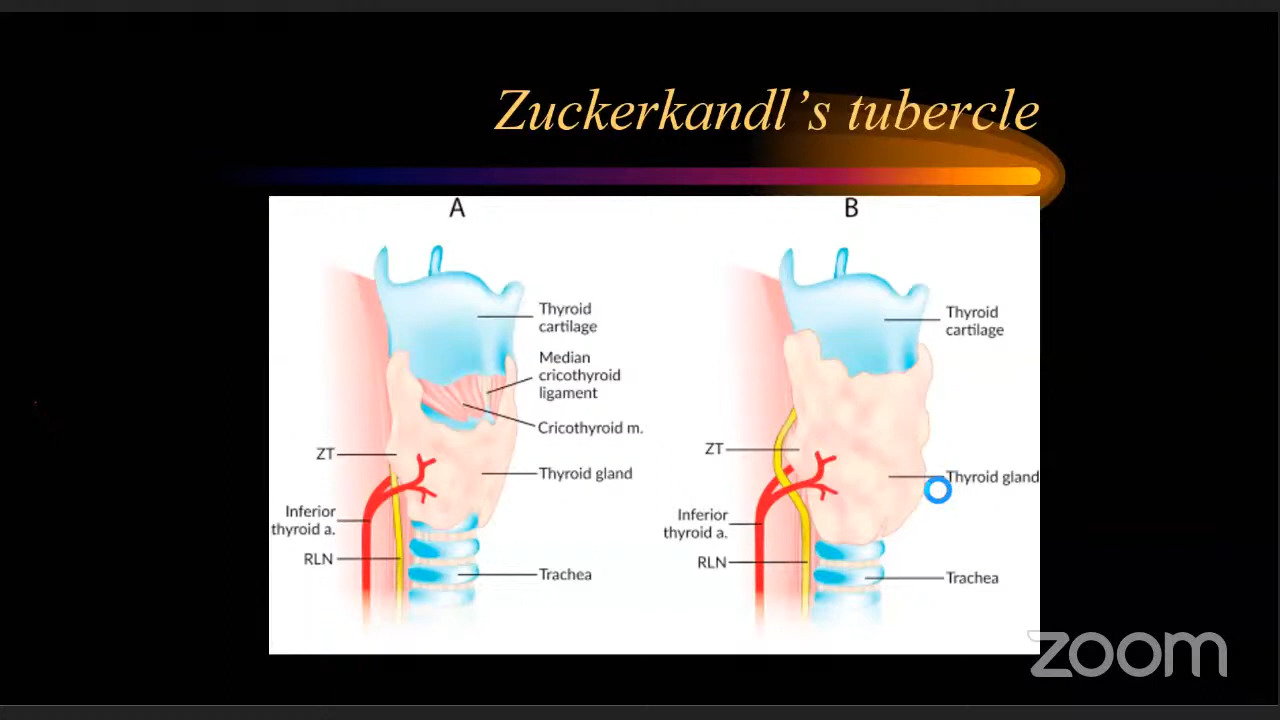 Zuckerkandl's tubercle
A
Thyroid
cartilage
Median
cricothyroid
ligament
Cricothyroid m.
ZT
Thyroid gland
Inferior
thyroid a.
RLN
Trachea
B
Thyroid
cartilage
ZT
Thyroid gland
Inferior
thyroid a.
RLN
Trachea
zoom